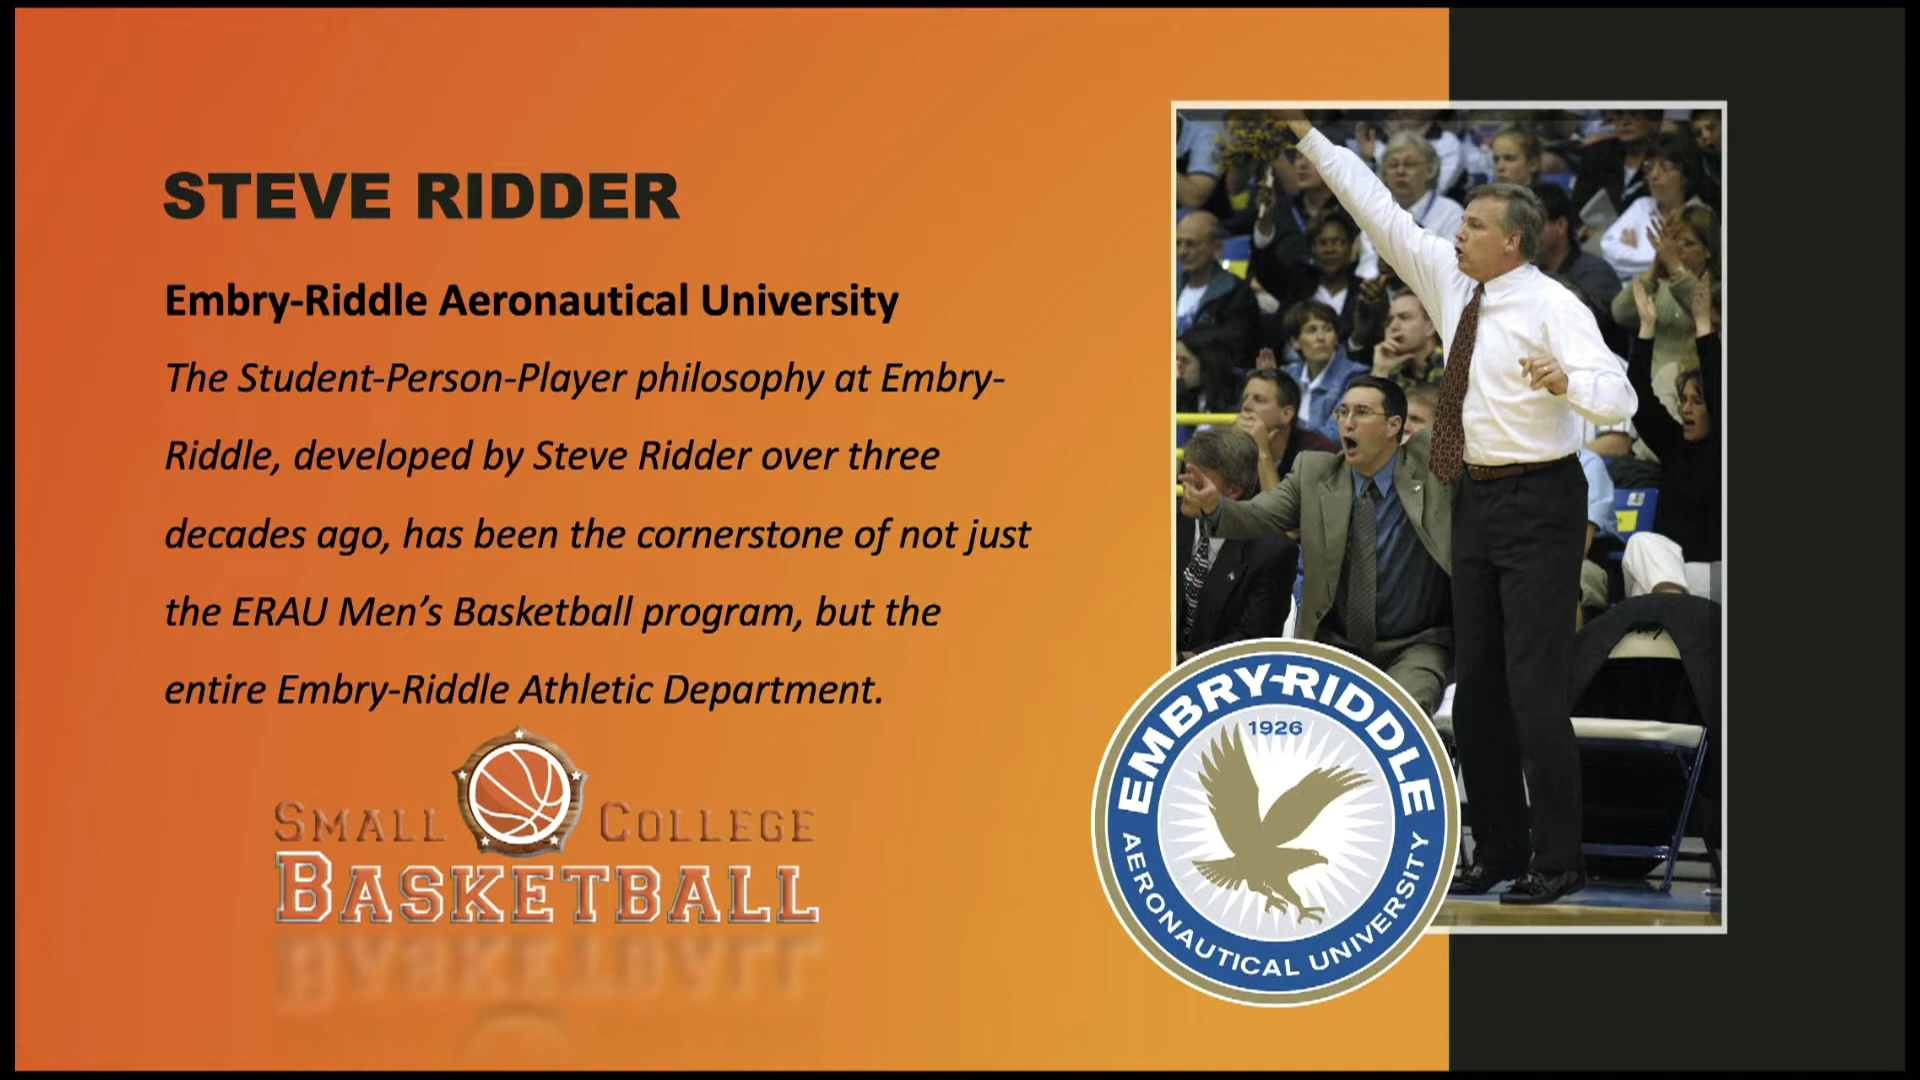 STEVE RIDDER
Embry-Riddle Aeronautical University
The Student-Person-Player philosophy at Embry-
Riddle, developed by Steve Ridder over three
decades ago, has been the cornerstone of not just
the ERAU Men’s Basketball program, but the
entire Embry-Riddle Athletic Department.
SMALL COLLEGE
BASKETBALL
EMBRY-RIDDLE
1926
AERONAUTICAL UNIVERSITY